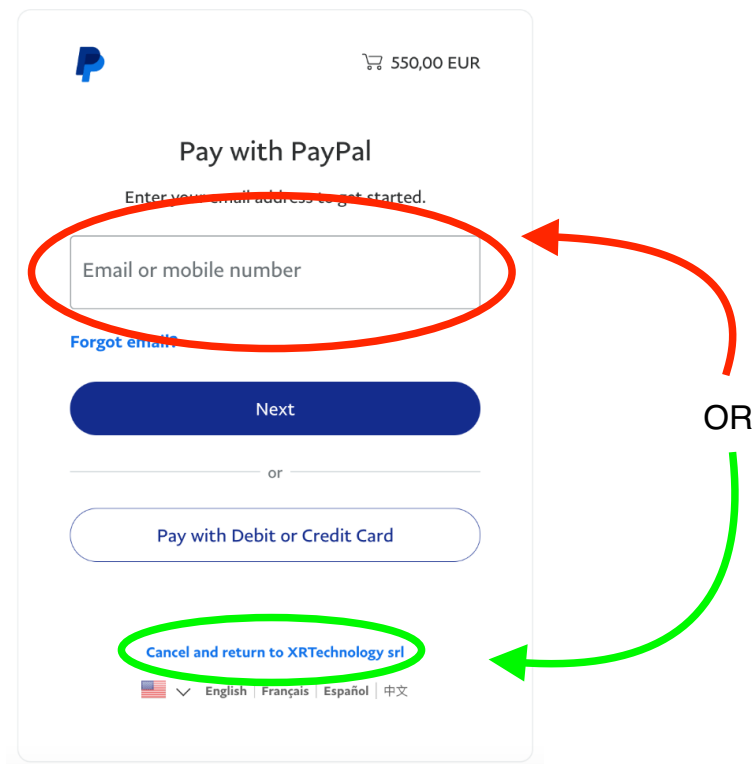 550,00 EUR
Pay with PayPal
Enter your email address to get started.
Email or mobile number
Forgot email?
Next
OR
or
Pay with Debit or Credit Card
Cancel and return to XRTechnology srl
English Français Español 中文